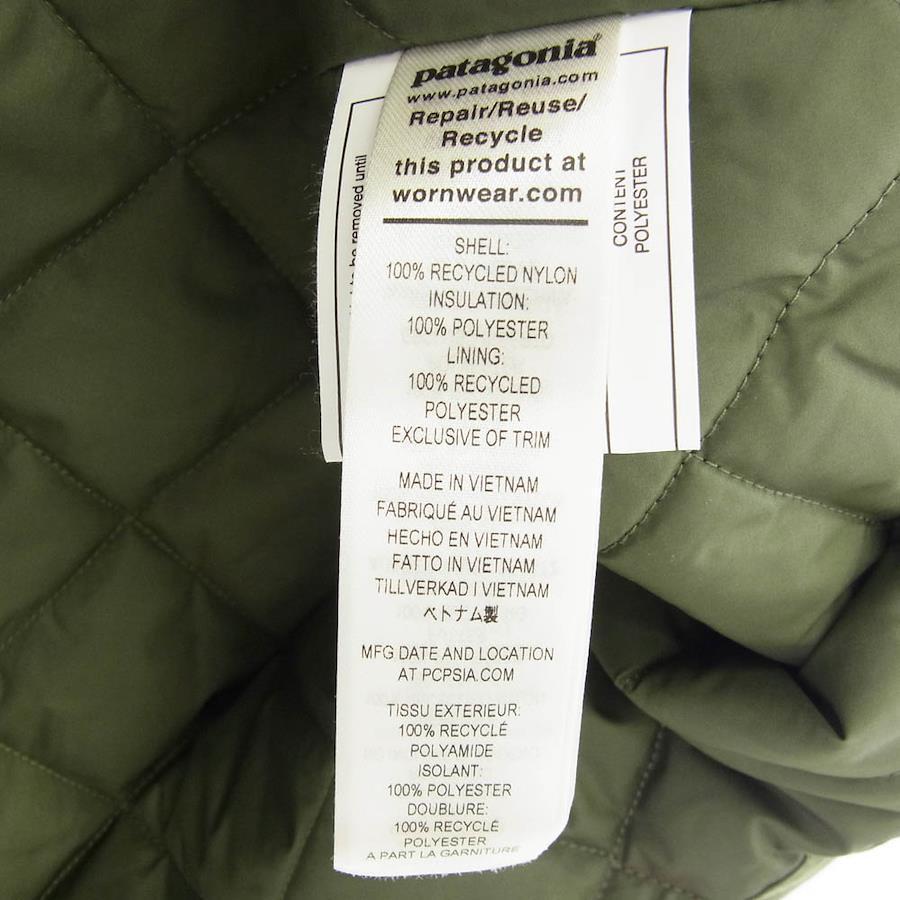 patagonia®
www.patagonia.com
Repair/Reuse/
Recycle
this product at
wornwear.com
SHELL:
100% RECYCLED NYLON
INSULATION:
100% POLYESTER
LINING:
100% RECYCLED
POLYESTER
EXCLUSIVE OF TRIM
MADE IN VIETNAM
FABRIQUÉ AU VIETNAM
HECHO EN VIETNAM
FATTO IN VIETNAM
TILLVERKAD I VIETNAM
ベトナム製
MFG DATE AND LOCATION
AT PCPSIA.COM
TISSU EXTERIEUR:
100% RECYCLÉ
POLYAMIDE
ISOLANT:
100% POLYESTER
DOUBLURE:
100% RECYCLÉ
POLYESTER
A PART LA GARNITURE
be removed until
CONTENT
POLYESTER